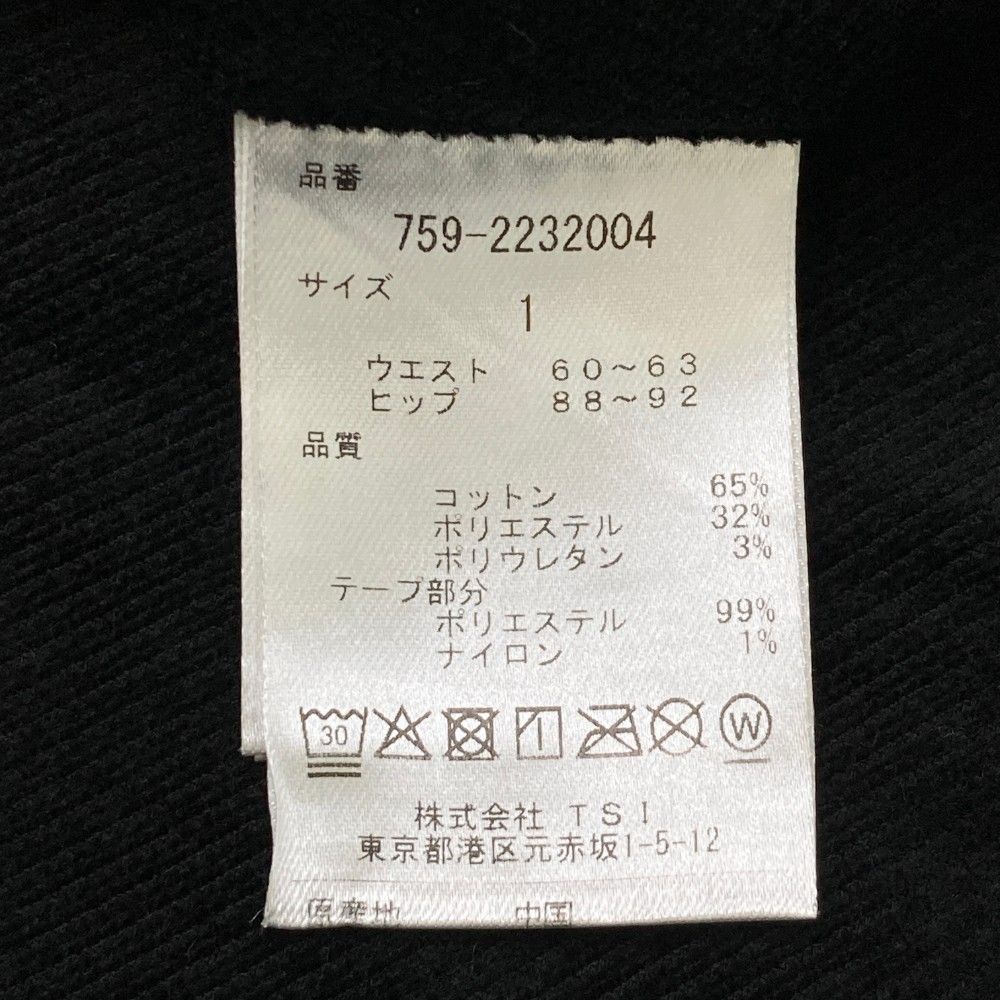 品番
759-2232004
サイズ
1
ウエスト 60~63
ヒップ 88~92
品質
コットン 65%
ポリエステル 32%
ポリウレタン 3%
テープ部分
ポリエステル 99%
ナイロン 1%
30 W
株式会社 TSI
東京都港区元赤坂1-5-12
原産地 中国